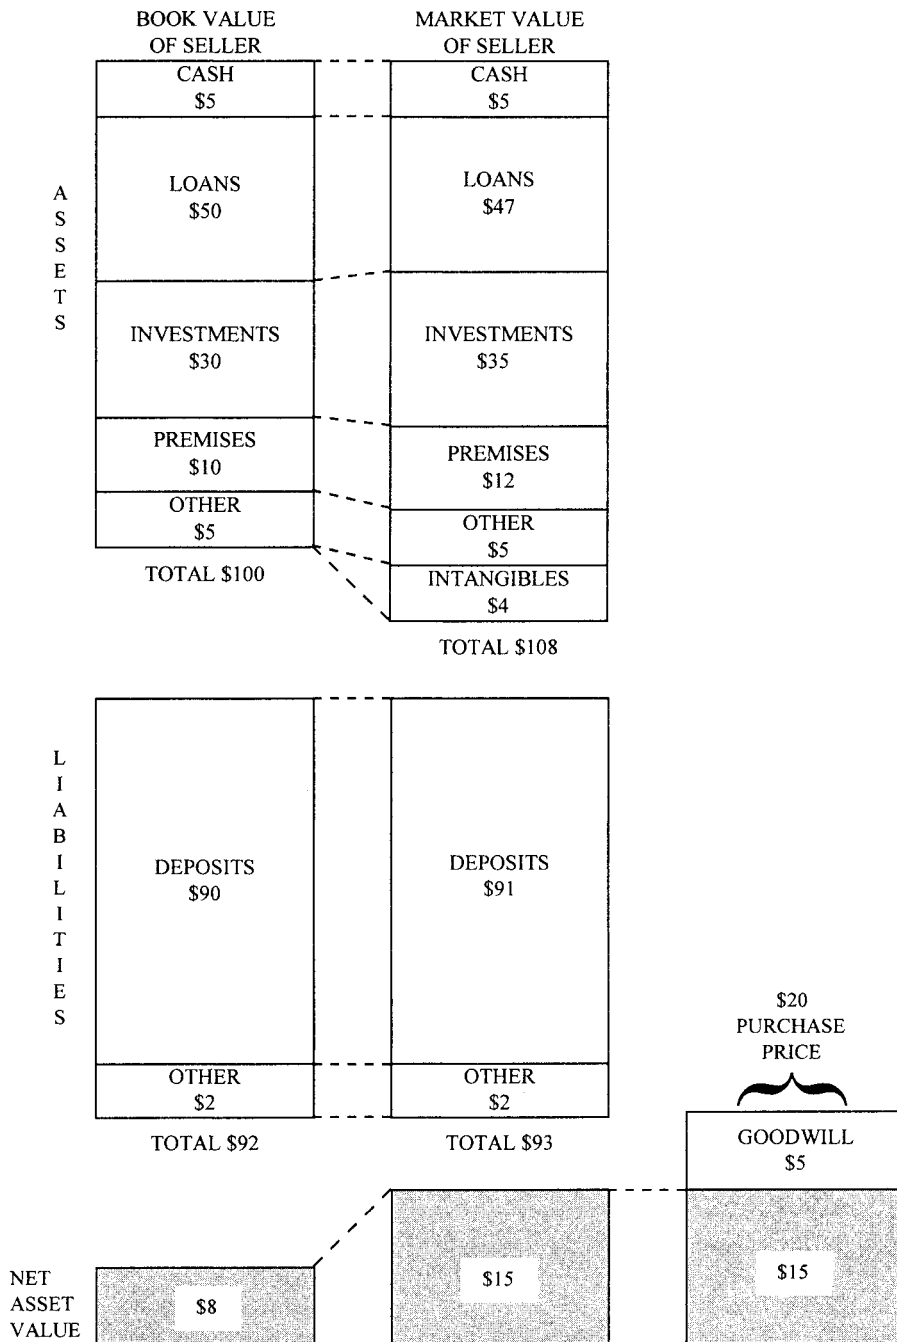 BOOK VALUE
OF SELLER
MARKET VALUE
OF SELLER
ASSETS
CASH
$5
LOANS
$50
INVESTMENTS
$30
PREMISES
$10
OTHER
$5
TOTAL $100
CASH
$5
LOANS
$47
INVESTMENTS
$35
PREMISES
$12
OTHER
$5
INTANGIBLES
$4
TOTAL $108
LIABILITIES
DEPOSITS
$90
OTHER
$2
TOTAL $92
DEPOSITS
$91
OTHER
$2
TOTAL $93
$20
PURCHASE
PRICE
GOODWILL
$5
NET
ASSET
VALUE
$8
$15
$15